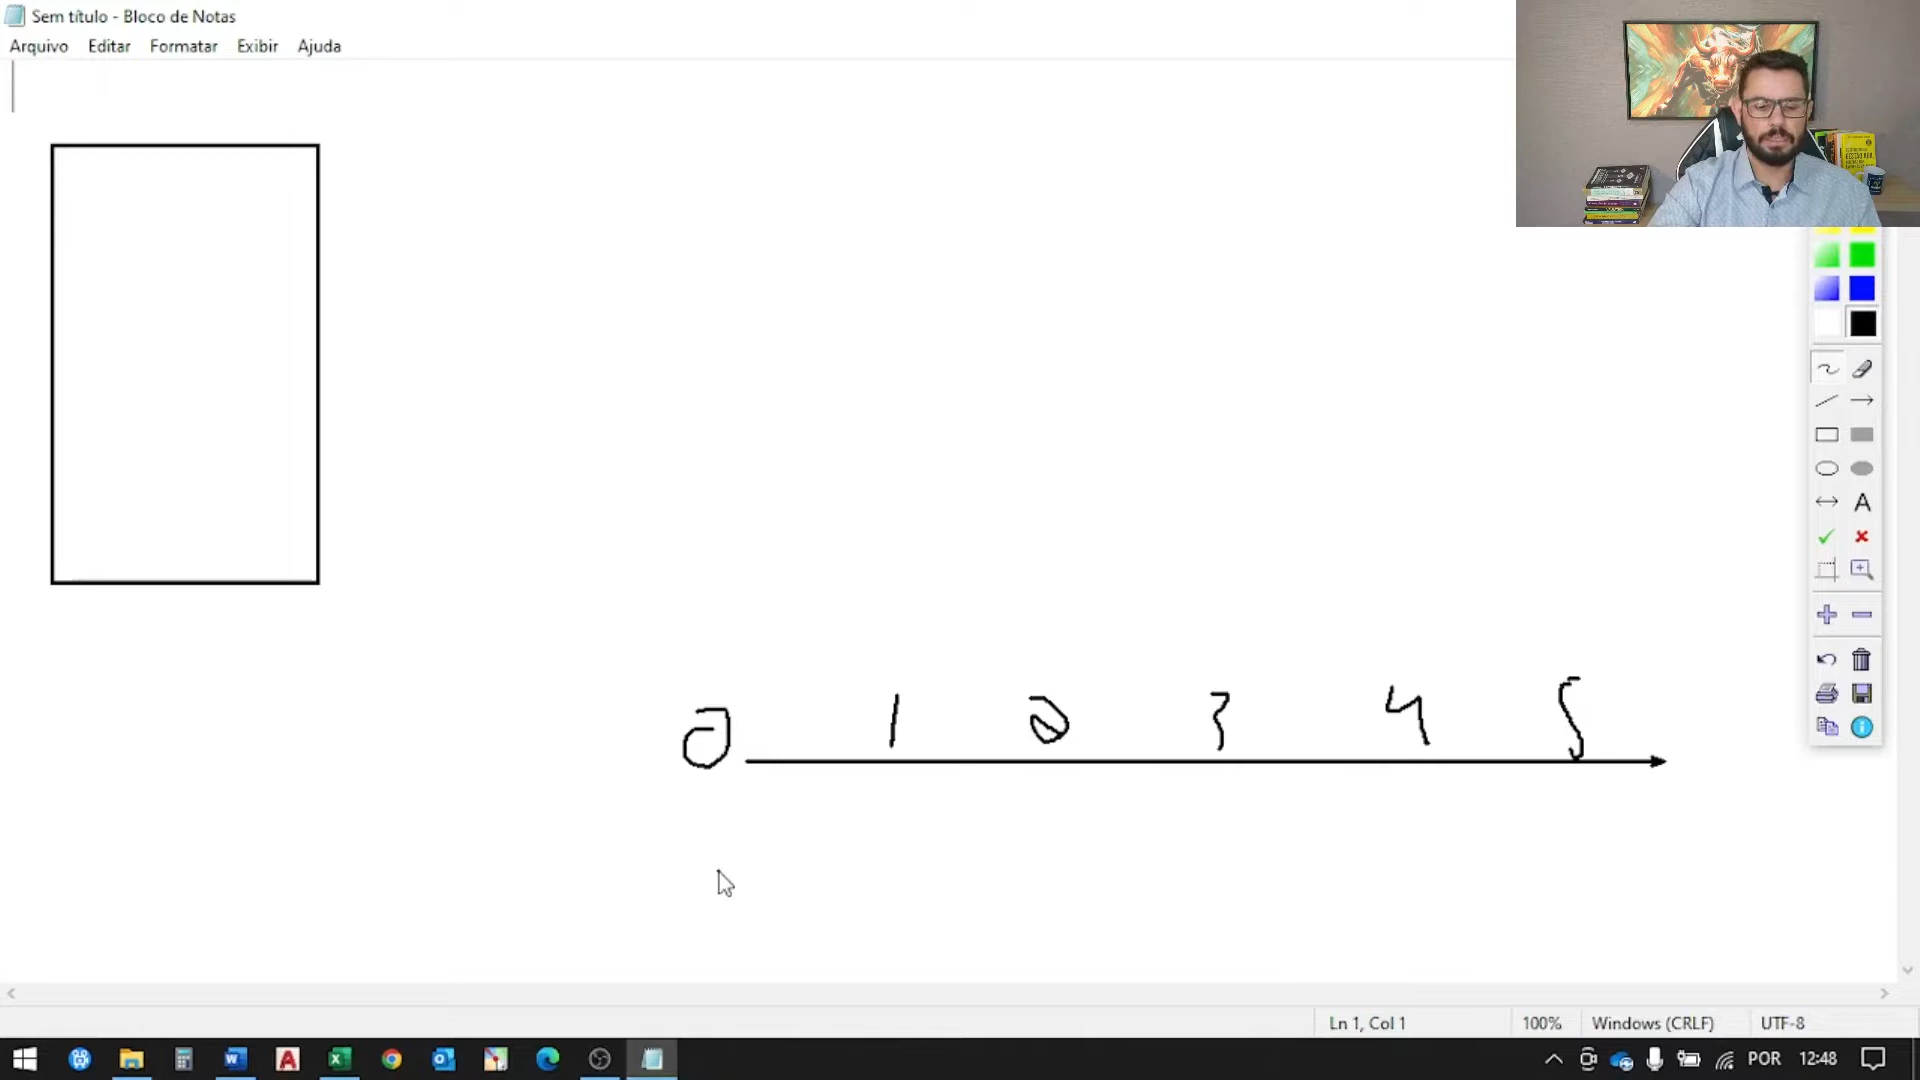 Sem título - Bloco de Notas
Arquivo Editar Formatar Exibir Ajuda
A
0 1 2 3 4 5
Ln 1, Col 1 100% Windows (CRLF) UTF-8
POR 12:48